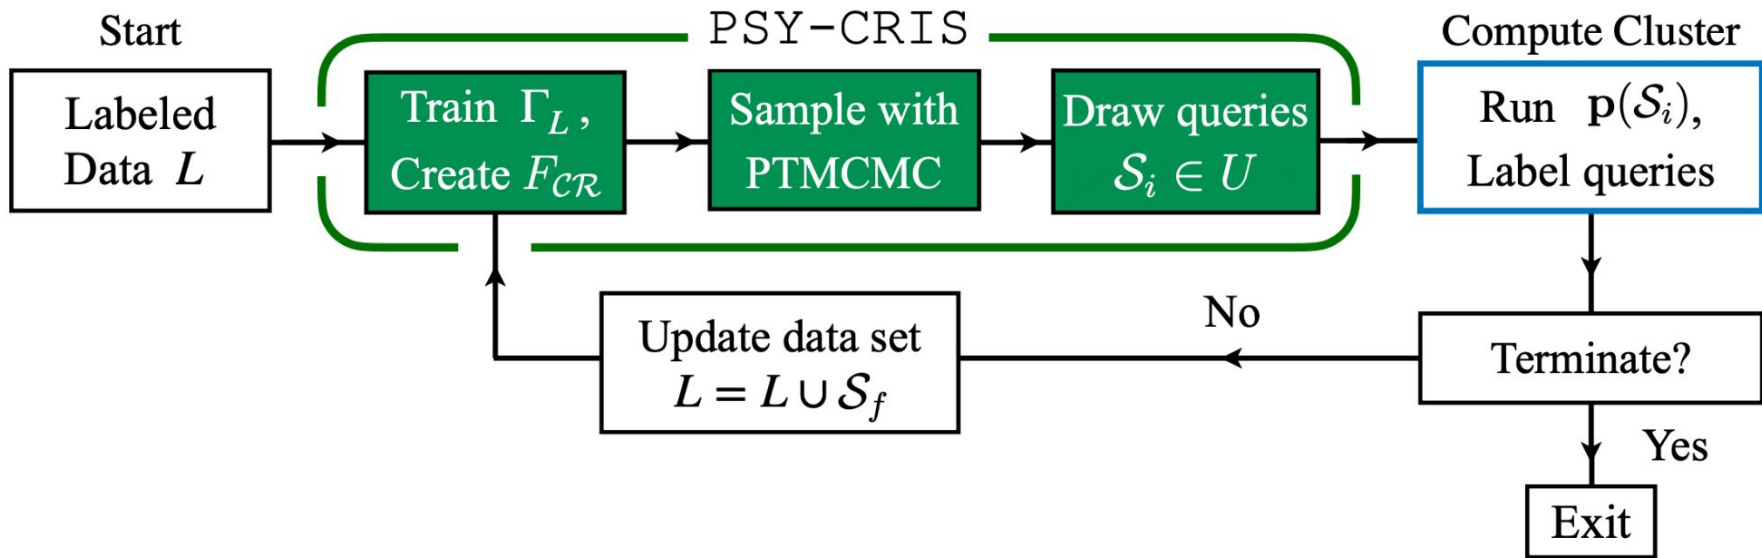 Start
Labeled
Data L
PSY-CRIS
Train Γ_L ,
Create F_𝒞ℛ
Sample with
PTMCMC
Draw queries
𝒮_i ∈ U
Compute Cluster
Run p(𝒮_i),
Label queries
Terminate?
No
Update data set
L = L ∪ 𝒮_f
Yes
Exit